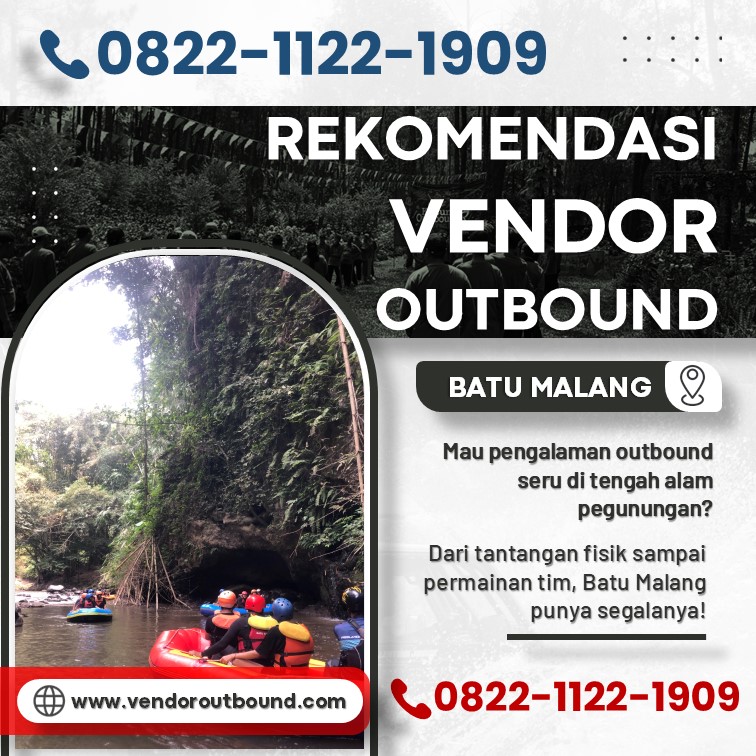 0822-1122-1909
REKOMENDASI
VENDOR
OUTBOUND
BATU MALANG
Mau pengalaman outbound
seru di tengah alam
pegunungan?
Dari tantangan fisik sampai
permainan tim, Batu Malang
punya segalanya!
www.vendoroutbound.com
0822-1122-1909